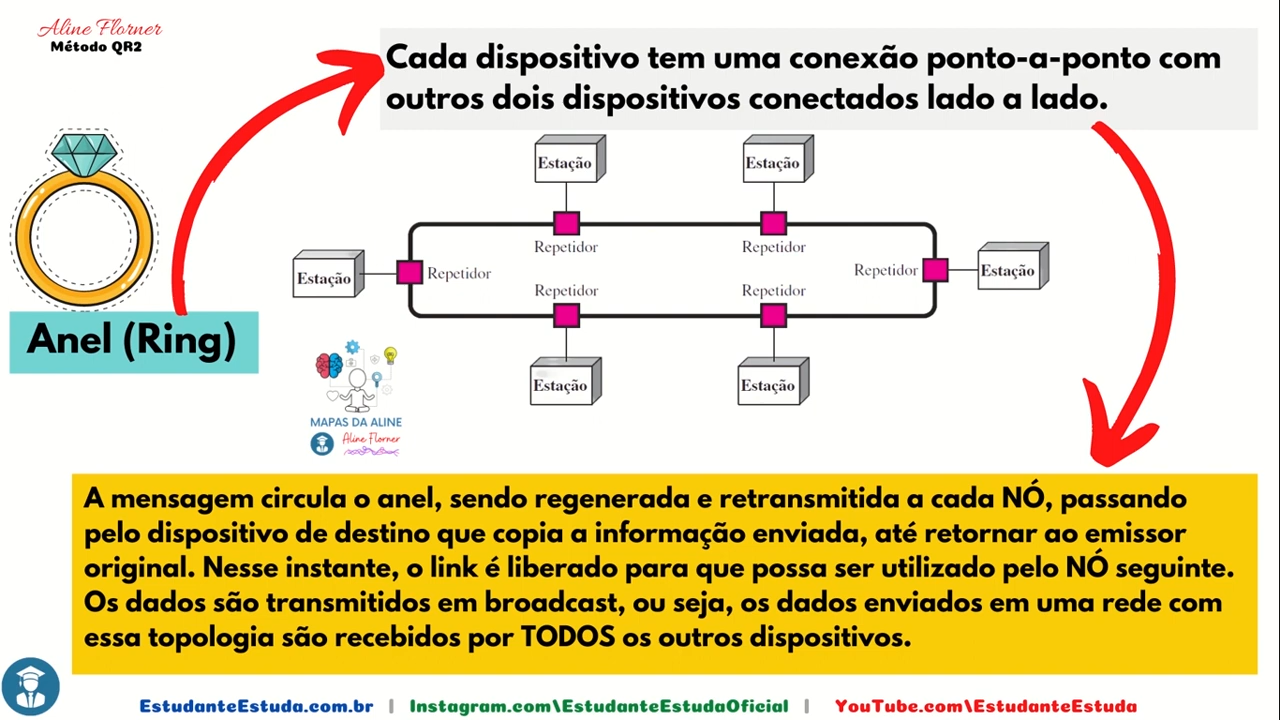 Aline Florner
Método QR2
Cada dispositivo tem uma conexão ponto-a-ponto com
outros dois dispositivos conectados lado a lado.
Estação
Estação
Repetidor
Repetidor
Estação
Repetidor
Repetidor
Estação
Repetidor
Repetidor
Estação
Estação
Anel (Ring)
MAPAS DA ALINE
Aline Florner
A mensagem circula o anel, sendo regenerada e retransmitida a cada NÓ, passando
pelo dispositivo de destino que copia a informação enviada, até retornar ao emissor
original. Nesse instante, o link é liberado para que possa ser utilizado pelo NÓ seguinte.
Os dados são transmitidos em broadcast, ou seja, os dados enviados em uma rede com
essa topologia são recebidos por TODOS os outros dispositivos.
EstudanteEstuda.com.br | Instagram.com\EstudanteEstudaOficial | YouTube.com\EstudanteEstuda